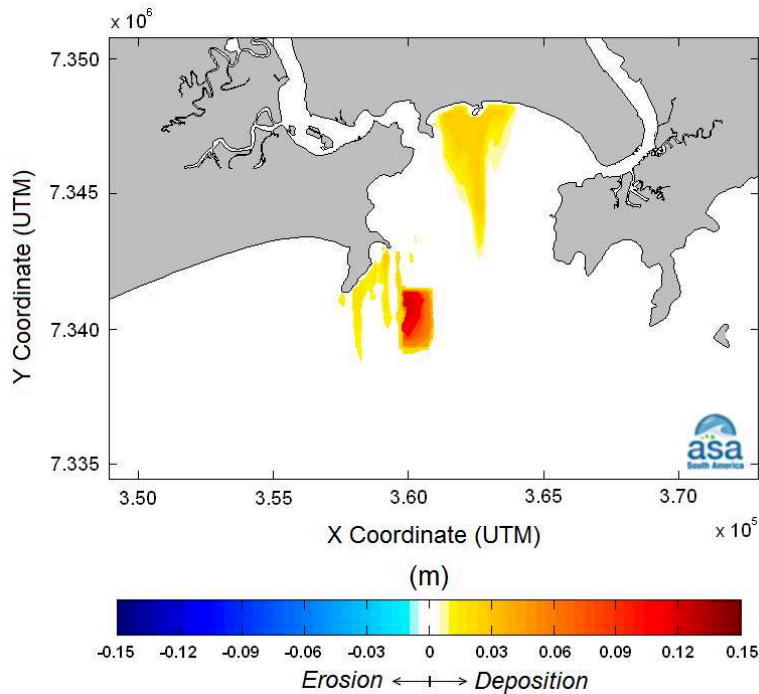 x 10⁶
7.350
7.345
7.340
7.335
Y Coordinate (UTM)
asa
South America
3.50 3.55 3.60 3.65 3.70
x 10⁵
X Coordinate (UTM)
(m)
-0.15 -0.12 -0.09 -0.06 -0.03 0 0.03 0.06 0.09 0.12 0.15
Erosion Deposition